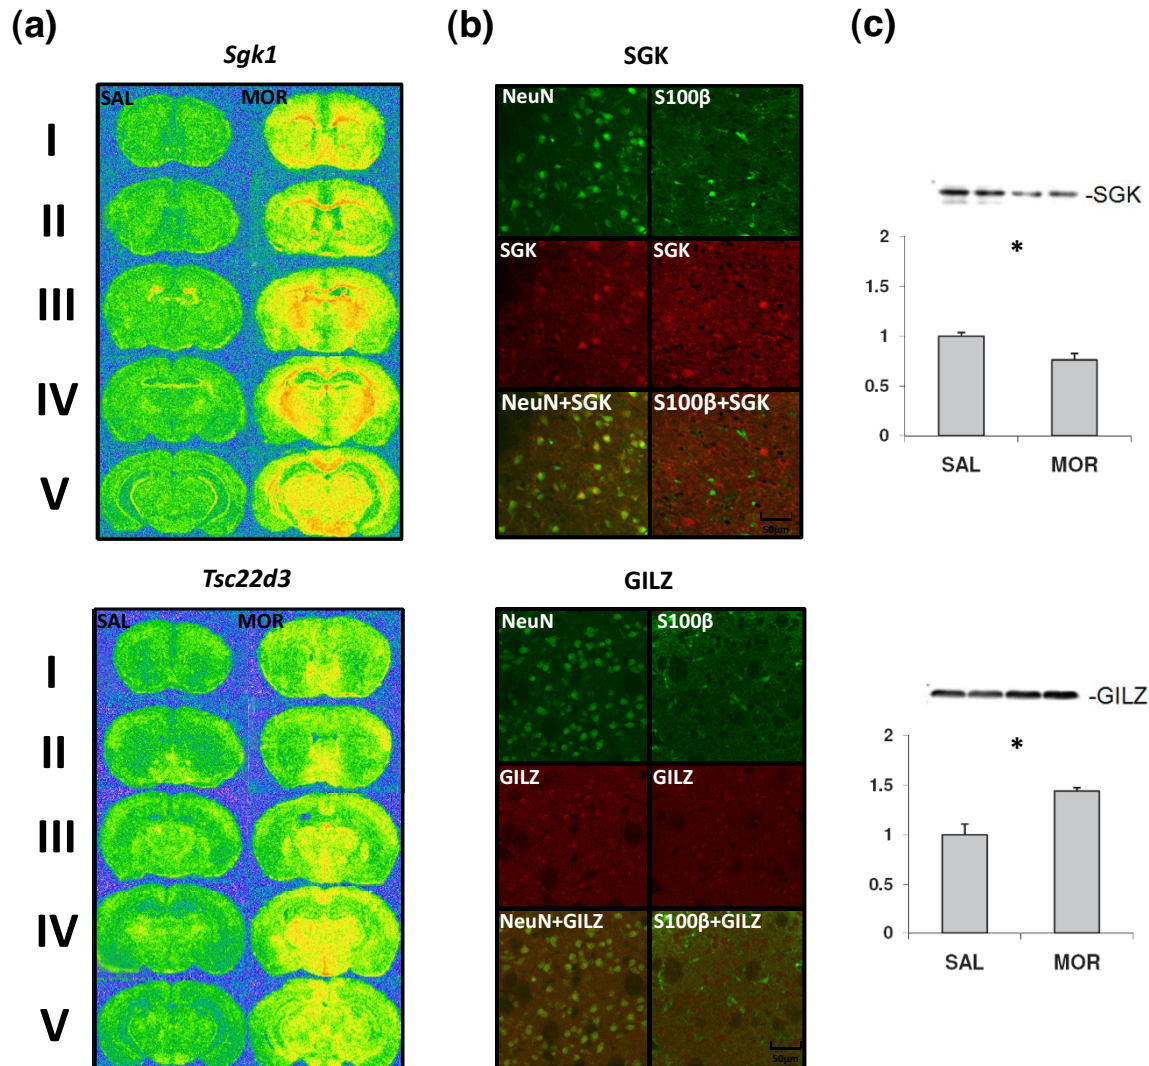 (a)
(b)
(c)
Sgk1
SAL MOR
I
II
III
IV
V
SGK
NeuN S100β
SGK SGK
NeuN+SGK S100β+SGK
50µm
-SGK
*
2
1.5
1
0.5
0
SAL MOR
Tsc22d3
SAL MOR
I
II
III
IV
V
GILZ
NeuN S100β
GILZ GILZ
NeuN+GILZ S100β+GILZ
50µm
-GILZ
*
2
1.5
1
0.5
0
SAL MOR